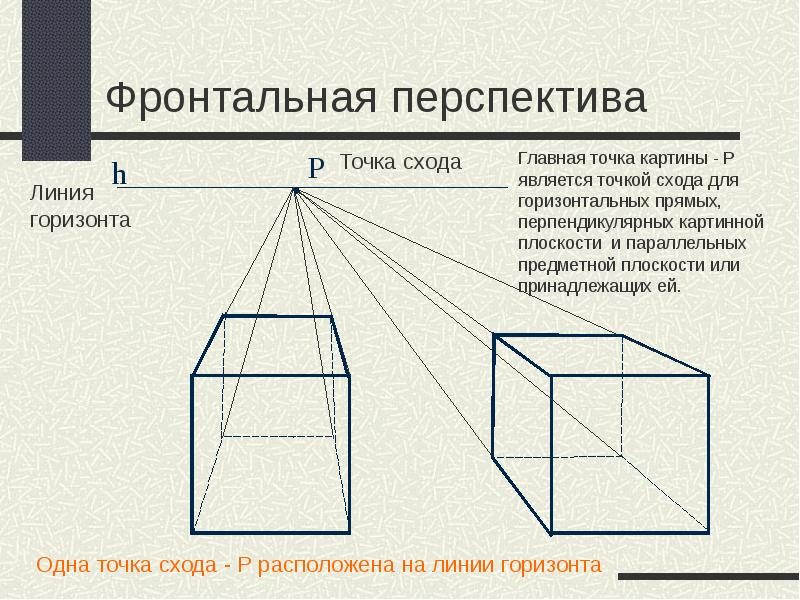 Фронтальная перспектива
h
P
Точка схода
Линия
горизонта
Главная точка картины - P
является точкой схода для
горизонтальных прямых,
перпендикулярных картинной
плоскости и параллельных
предметной плоскости или
принадлежащих ей.
Одна точка схода - P расположена на линии горизонта